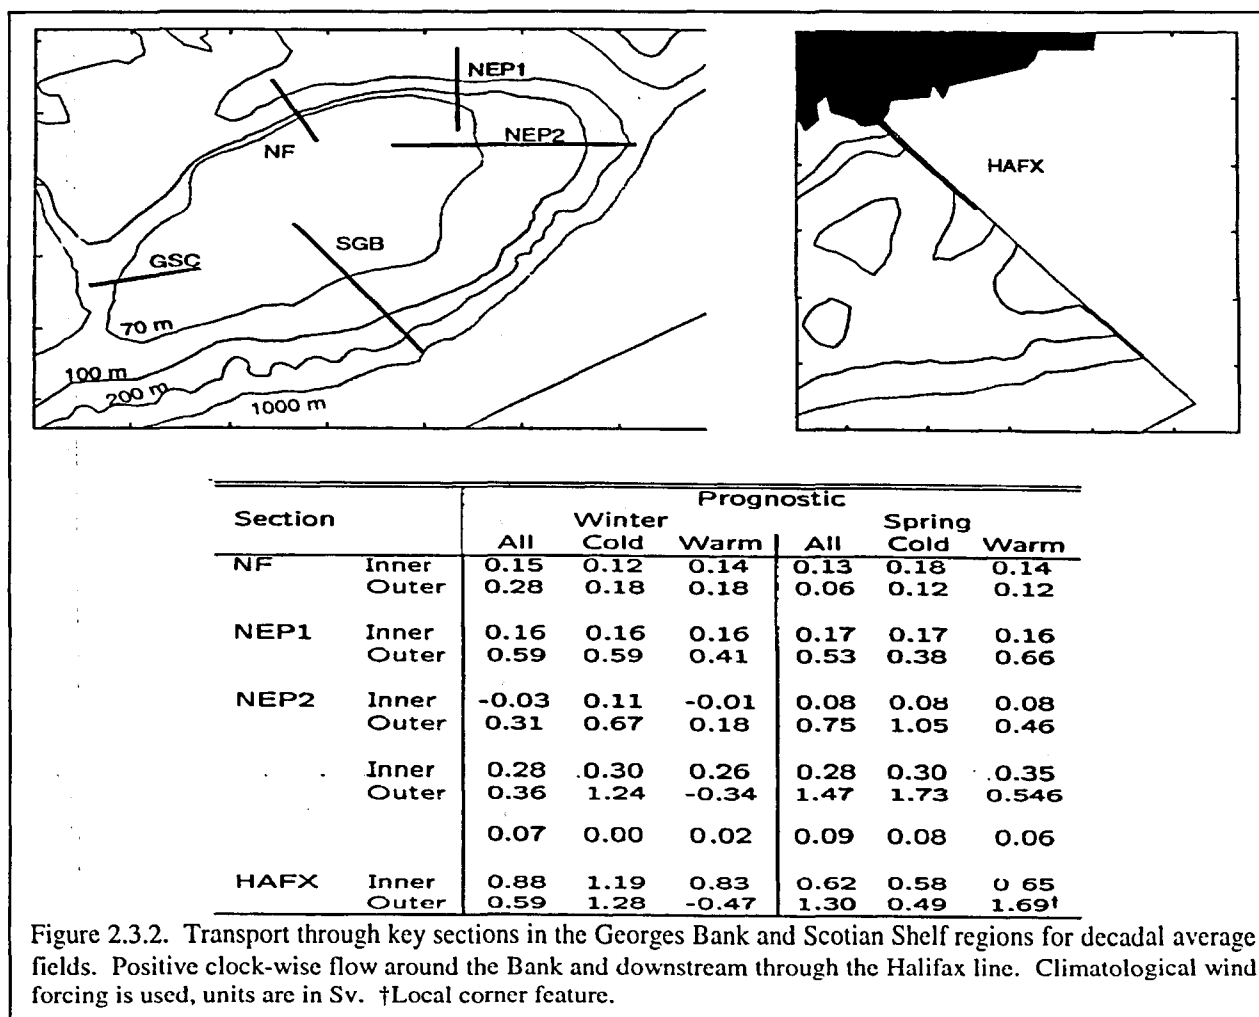 NEP1
NEP2
NF
SGB
GSC
70 m
100 m
200 m
1000 m
HAFX
Prognostic
Section Winter Spring
All Cold Warm All Cold Warm
NF Inner 0.15 0.12 0.14 0.13 0.18 0.14
Outer 0.28 0.18 0.18 0.06 0.12 0.12
NEP1 Inner 0.16 0.16 0.16 0.17 0.17 0.16
Outer 0.59 0.59 0.41 0.53 0.38 0.66
NEP2 Inner -0.03 0.11 -0.01 0.08 0.08 0.08
Outer 0.31 0.67 0.18 0.75 1.05 0.46
Inner 0.28 0.30 0.26 0.28 0.30 0.35
Outer 0.36 1.24 -0.34 1.47 1.73 0.546
0.07 0.00 0.02 0.09 0.08 0.06
HAFX Inner 0.88 1.19 0.83 0.62 0.58 0 65
Outer 0.59 1.28 -0.47 1.30 0.49 1.69†
Figure 2.3.2. Transport through key sections in the Georges Bank and Scotian Shelf regions for decadal average
fields. Positive clock-wise flow around the Bank and downstream through the Halifax line. Climatological wind
forcing is used, units are in Sv. †Local corner feature.